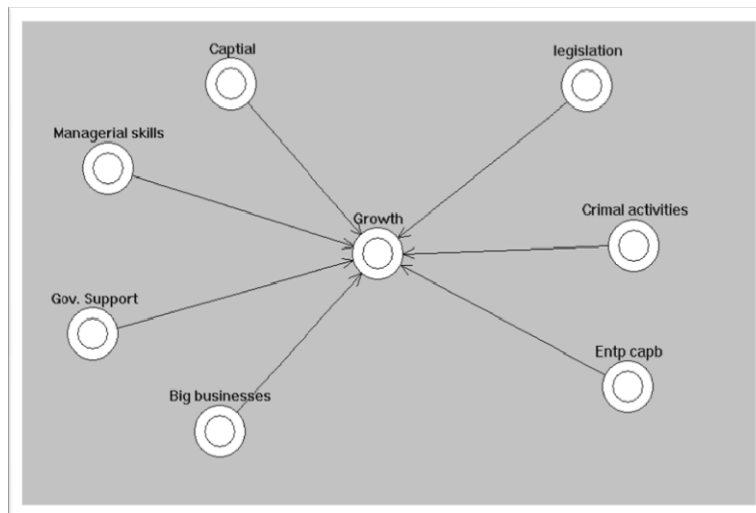 Captial
legislation
Managerial skills
Growth
Crimal activities
Gov. Support
Entp capb
Big businesses